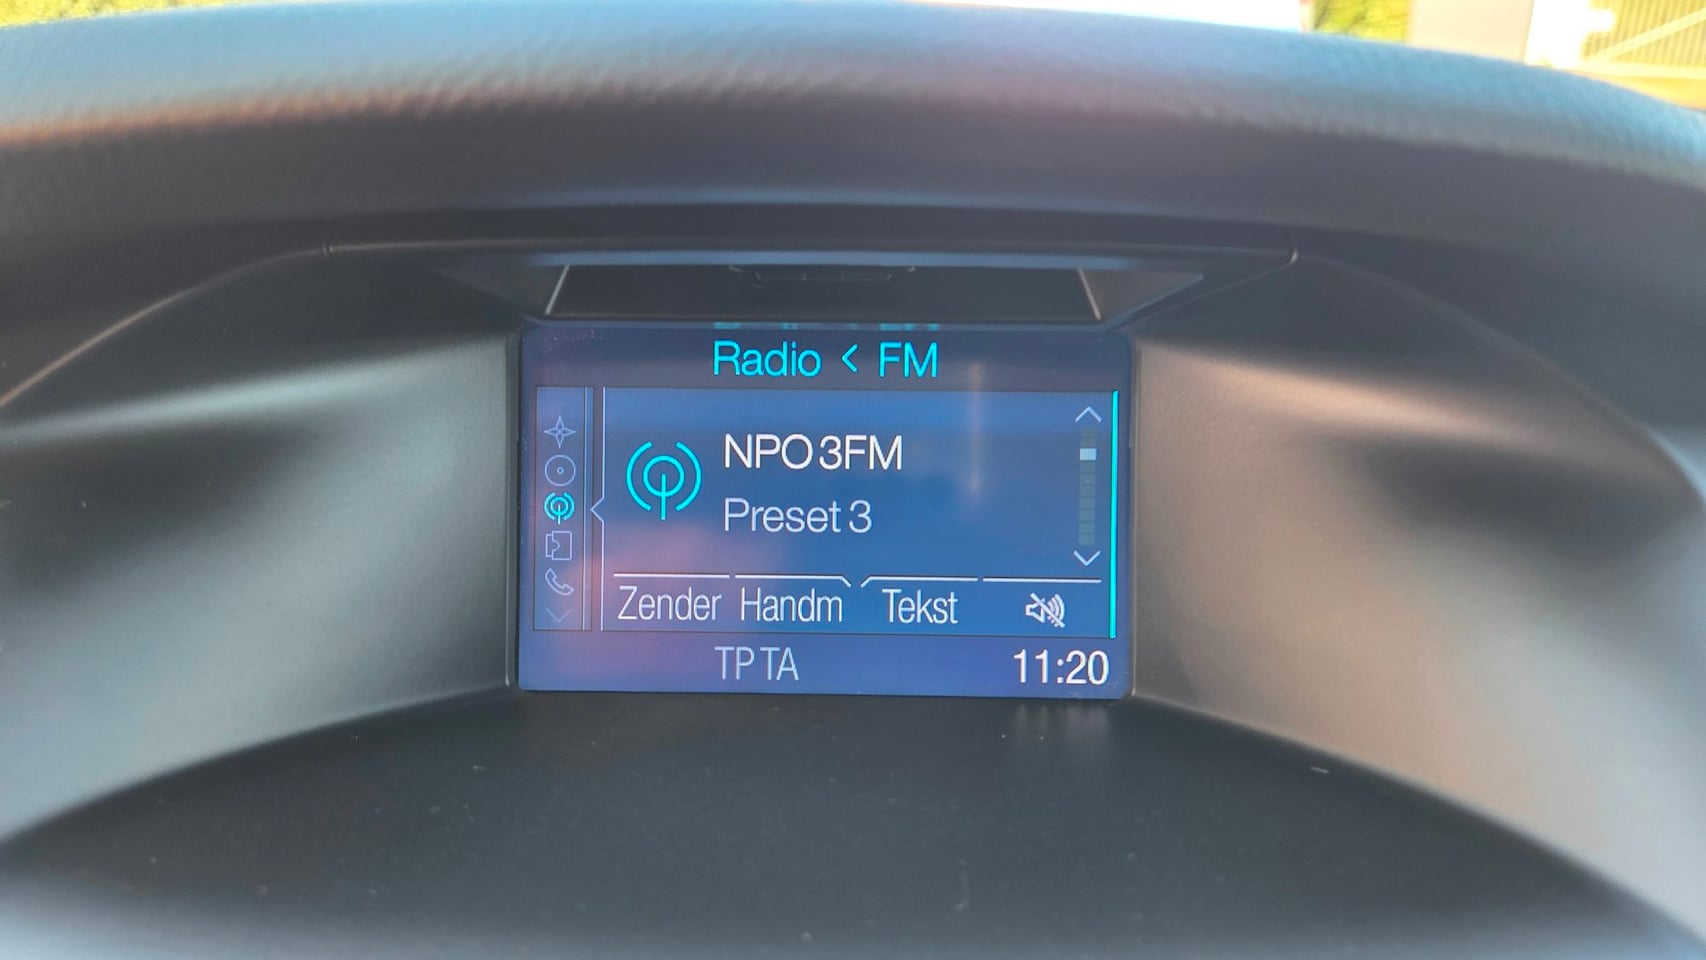 Radio < FM
NPO 3FM
Preset 3
Zender Handm Tekst
TP TA 11:20